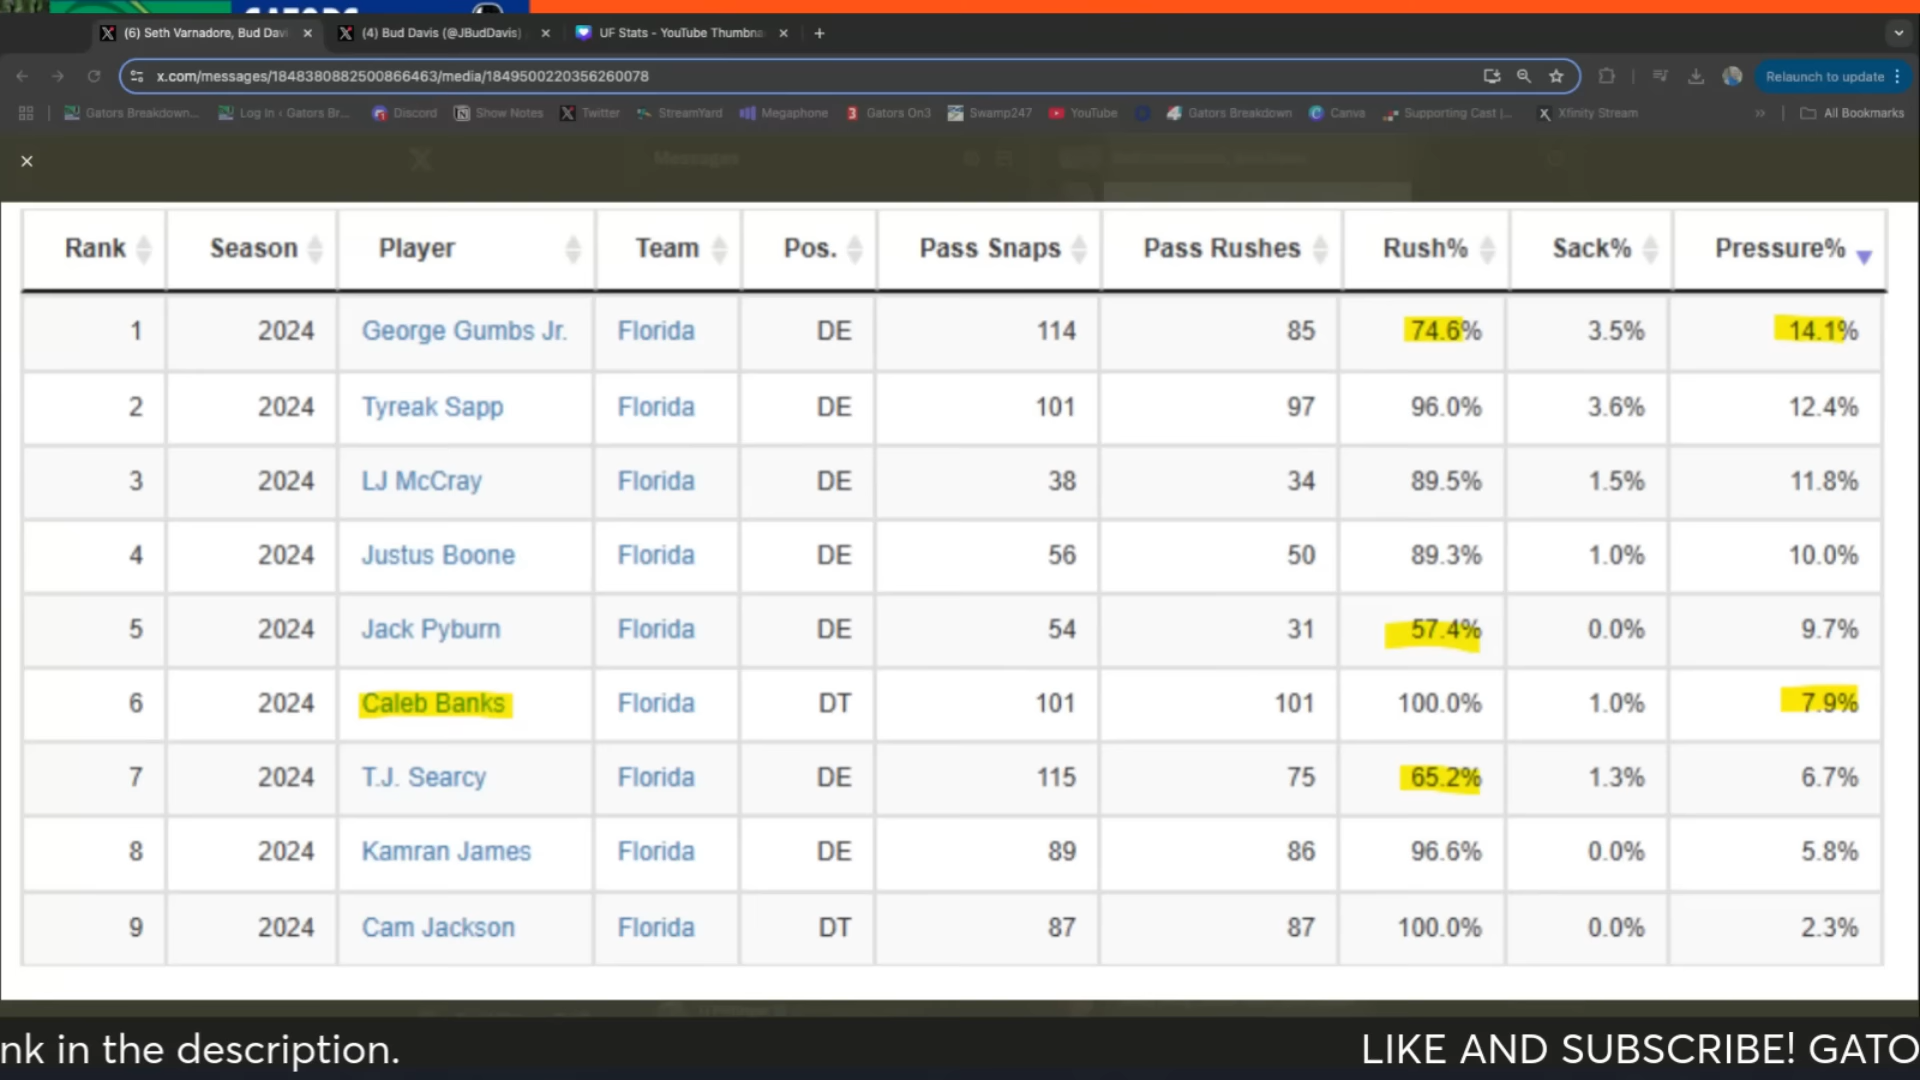 GATORS
(6) Seth Varnadore, Bud Davi
(4) Bud Davis (@JBudDavis)
UF Stats - YouTube Thumbna
x.com/messages/1848380882500866463/media/1849500220356260078
Relaunch to update
Gators Breakdown...
Log In ‹ Gators Br...
Discord
Show Notes
Twitter
StreamYard
Megaphone
Gators On3
Swamp247
YouTube
Gators Breakdown
Canva
Supporting Cast |...
Xfinity Stream
All Bookmarks
Messages
Rank Season Player Team Pos. Pass Snaps Pass Rushes Rush% Sack% Pressure%
1 2024 George Gumbs Jr. Florida DE 114 85 74.6% 3.5% 14.1%
2 2024 Tyreak Sapp Florida DE 101 97 96.0% 3.6% 12.4%
3 2024 LJ McCray Florida DE 38 34 89.5% 1.5% 11.8%
4 2024 Justus Boone Florida DE 56 50 89.3% 1.0% 10.0%
5 2024 Jack Pyburn Florida DE 54 31 57.4% 0.0% 9.7%
6 2024 Caleb Banks Florida DT 101 101 100.0% 1.0% 7.9%
7 2024 T.J. Searcy Florida DE 115 75 65.2% 1.3% 6.7%
8 2024 Kamran James Florida DE 89 86 96.6% 0.0% 5.8%
9 2024 Cam Jackson Florida DT 87 87 100.0% 0.0% 2.3%
nk in the description.
LIKE AND SUBSCRIBE! GATO